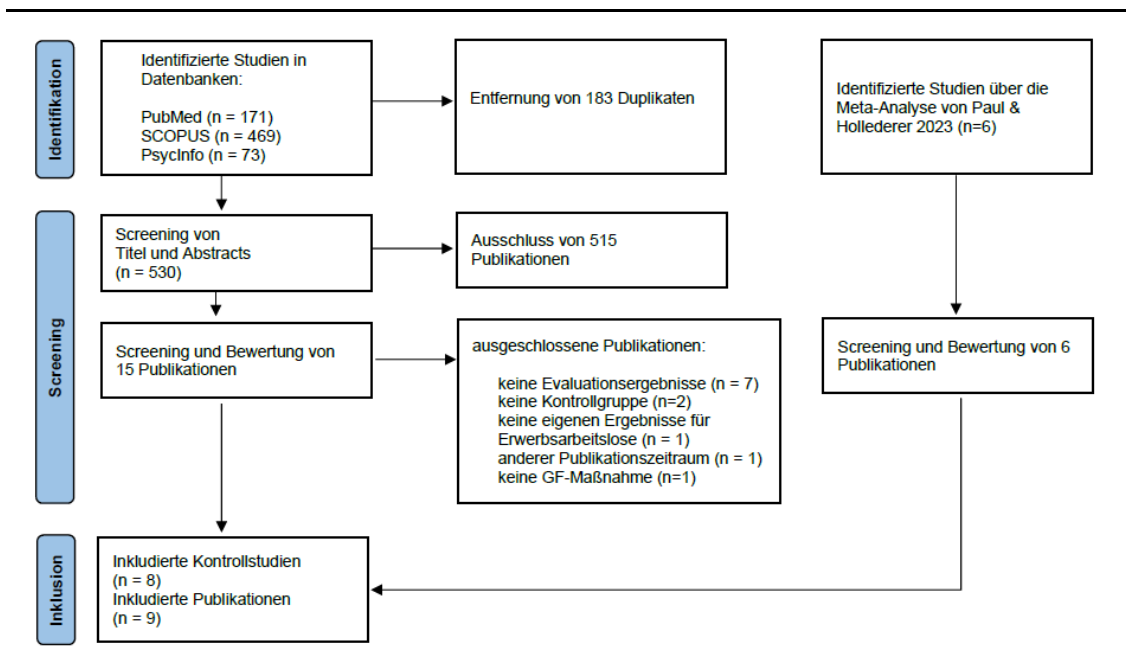 Identifikation
Identifizierte Studien in
Datenbanken:
PubMed (n = 171)
SCOPUS (n = 469)
PsycInfo (n = 73)
Entfernung von 183 Duplikaten
Identifizierte Studien über die
Meta-Analyse von Paul &
Hollederer 2023 (n=6)
Screening
Screening von
Titel und Abstracts
(n = 530)
Ausschluss von 515
Publikationen
Screening und Bewertung von
15 Publikationen
ausgeschlossene Publikationen:
keine Evaluationsergebnisse (n = 7)
keine Kontrollgruppe (n=2)
keine eigenen Ergebnisse für
Erwerbsarbeitslose (n = 1)
anderer Publikationszeitraum (n = 1)
keine GF-Maßnahme (n=1)
Screening und Bewertung von 6
Publikationen
Inklusion
Inkludierte Kontrollstudien
(n = 8)
Inkludierte Publikationen
(n = 9)